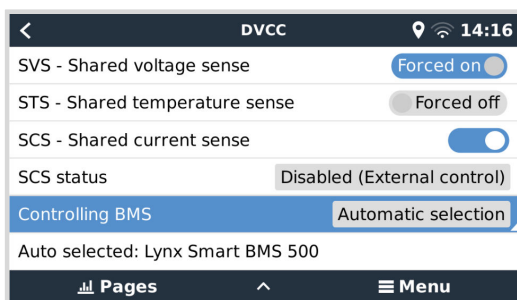 DVCC 14:16
SVS - Shared voltage sense Forced on
STS - Shared temperature sense Forced off
SCS - Shared current sense
SCS status Disabled (External control)
Controlling BMS Automatic selection
Auto selected: Lynx Smart BMS 500
Pages Menu